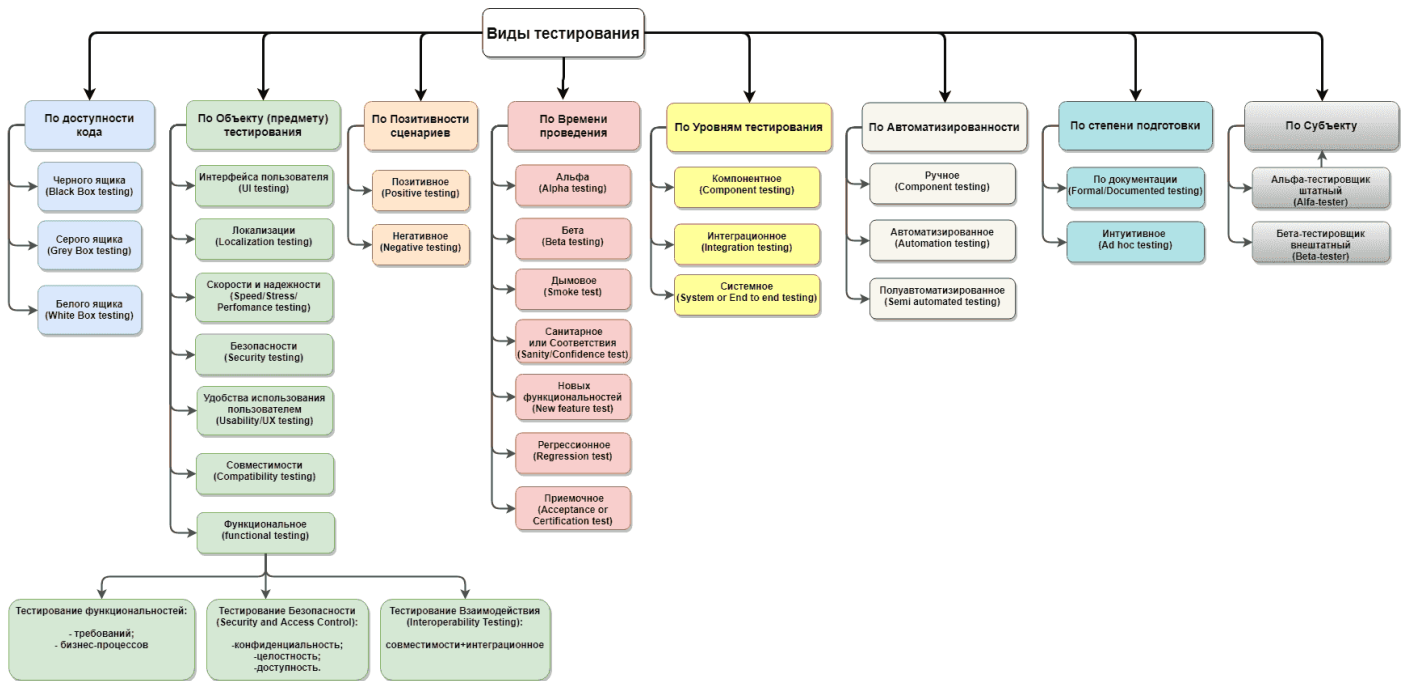 Виды тестирования
По доступности
кода
Черного ящика
(Black Box testing)
Серого ящика
(Grey Box testing)
Белого ящика
(White Box testing)
По Объекту (предмету)
тестирования
Интерфейса пользователя
(UI testing)
Локализации
(Localization testing)
Скорости и надежности
(Speed/Stress/
Perfomance testing)
Безопасности
(Security testing)
Удобства использования
пользователем
(Usability/UX testing)
Совместимости
(Compatibility testing)
Функциональное
(functional testing)
Тестирование функциональностей:
- требований;
- бизнес-процессов
Тестирование Безопасности
(Security and Access Control):
-конфиденциальность;
-целостность;
-доступность.
Тестирование Взаимодействия
(Interoperability Testing):
совместимости+интеграционное
По Позитивности
сценариев
Позитивное
(Positive testing)
Негативное
(Negative testing)
По Времени
проведения
Альфа
(Alpha testing)
Бета
(Beta testing)
Дымовое
(Smoke test)
Санитарное
или Соответствия
(Sanity/Confidence test)
Новых
функциональностей
(New feature test)
Регрессионное
(Regression test)
Приемочное
(Acceptance or
Certification test)
По Уровням тестирования
Компонентное
(Component testing)
Интеграционное
(Integration testing)
Системное
(System or End to end testing)
По Автоматизированности
Ручное
(Component testing)
Автоматизированное
(Automation testing)
Полуавтоматизированное
(Semi automated testing)
По степени подготовки
По документации
(Formal/Documented testing)
Интуитивное
(Ad hoc testing)
По Субъекту
Альфа-тестировщик
штатный
(Alfa-tester)
Бета-тестировщик
внештатный
(Beta-tester)